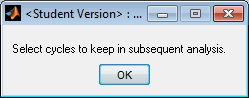 <Student Version> : ...
Select cycles to keep in subsequent analysis.
OK